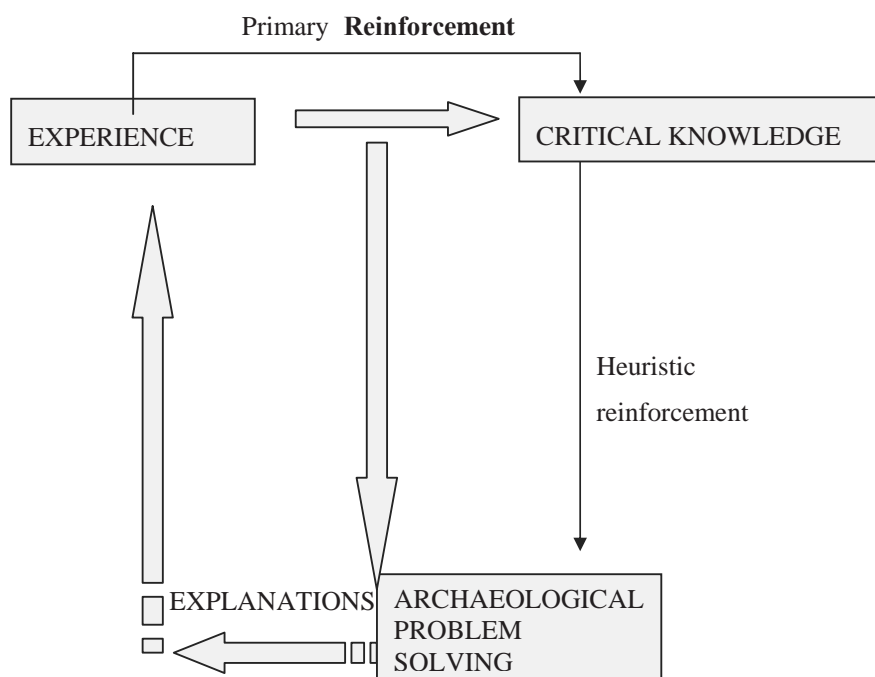 Primary Reinforcement
EXPERIENCE
CRITICAL KNOWLEDGE
Heuristic
reinforcement
EXPLANATIONS
ARCHAEOLOGICAL
PROBLEM
SOLVING